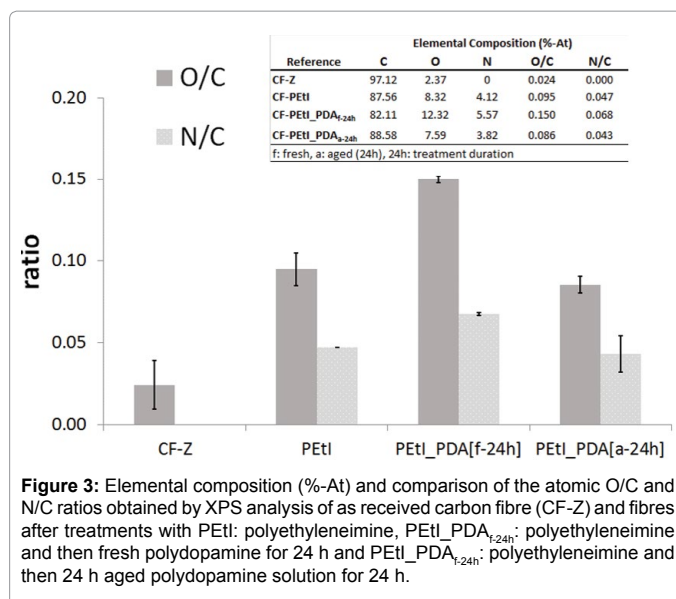 Elemental Composition (%-At)
Reference C O N O/C N/C
CF-Z 97.12 2.37 0 0.024 0.000
CF-PEtI 87.56 8.32 4.12 0.095 0.047
CF-PEtI_PDAf-24h 82.11 12.32 5.57 0.150 0.068
CF-PEtI_PDAa-24h 88.58 7.59 3.82 0.086 0.043
f: fresh, a: aged (24h), 24h: treatment duration
O/C
N/C
ratio
0.20
0.15
0.10
0.05
0.00
CF-Z PEtI PEtI_PDA[f-24h] PEtI_PDA[a-24h]
Figure 3: Elemental composition (%-At) and comparison of the atomic O/C and
N/C ratios obtained by XPS analysis of as received carbon fibre (CF-Z) and fibres
after treatments with PEtI: polyethyleneimine, PEtI_PDAf-24h: polyethyleneimine
and then fresh polydopamine for 24 h and PEtI_PDAf-24h: polyethyleneimine and
then 24 h aged polydopamine solution for 24 h.